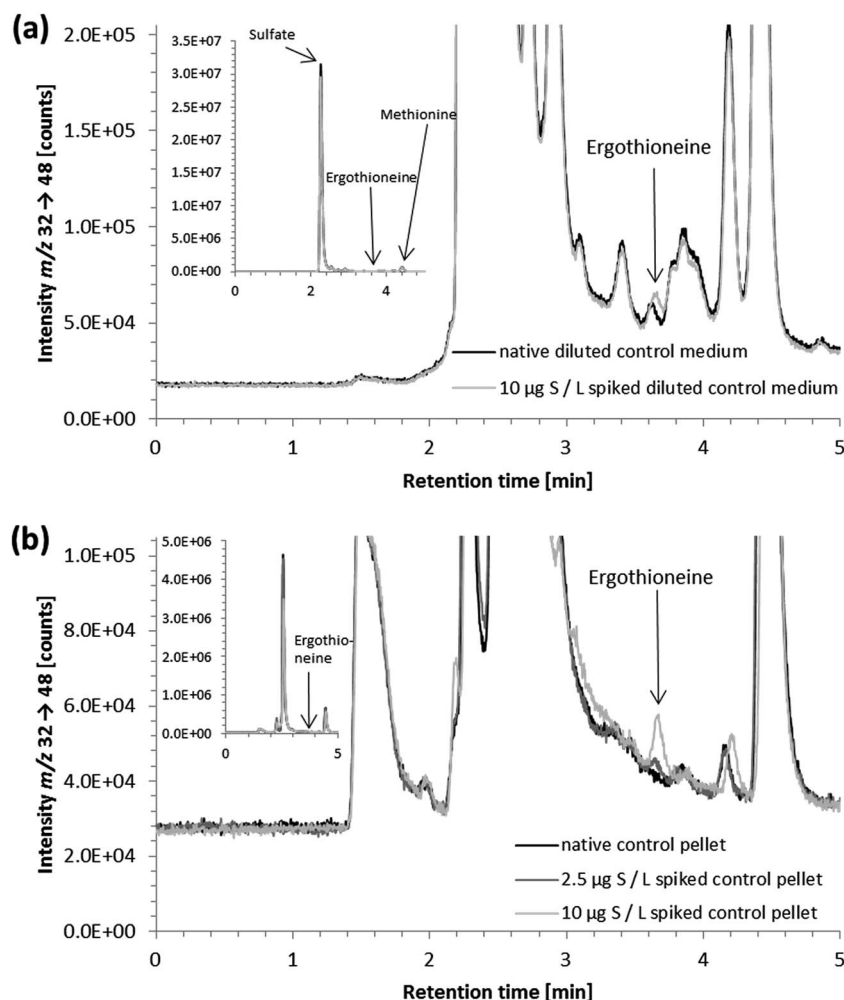 (a)
Intensity m/z 32 → 48 [counts]
2.0E+05
1.5E+05
1.0E+05
5.0E+04
0.0E+00
0 1 2 3 4 5
Retention time [min]
3.5E+07
3.0E+07
2.5E+07
2.0E+07
1.5E+07
1.0E+07
5.0E+06
0.0E+00
0 2 4
Sulfate
Methionine
Ergothioneine
Ergothioneine
native diluted control medium
10 µg S / L spiked diluted control medium
(b)
Intensity m/z 32 → 48 [counts]
1.0E+05
8.0E+04
6.0E+04
4.0E+04
2.0E+04
0.0E+00
0 1 2 3 4 5
Retention time [min]
5.0E+06
4.0E+06
3.0E+06
2.0E+06
1.0E+06
0.0E+00
0 5
Ergothio-
neine
Ergothioneine
native control pellet
2.5 µg S / L spiked control pellet
10 µg S / L spiked control pellet